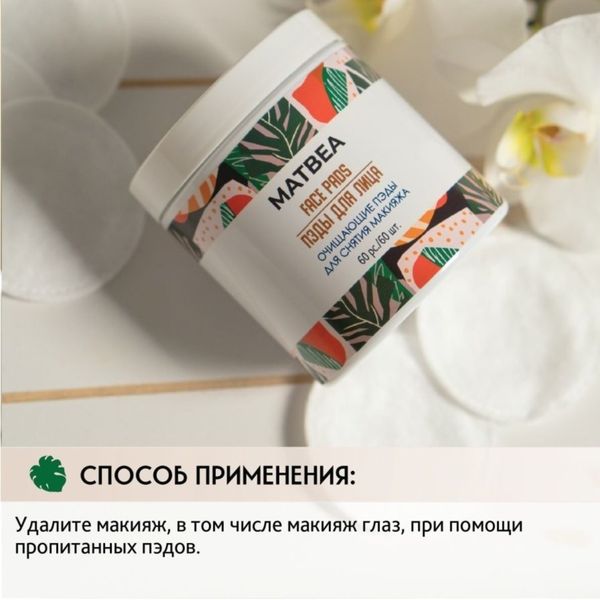 МАТВЕА
FACE PADS
ПЭДЫ ДЛЯ ЛИЦА
ОЧИЩАЮЩИЕ ПЭДЫ
ДЛЯ СНЯТИЯ МАКИЯЖА
60 pc./60 шт.
СПОСОБ ПРИМЕНЕНИЯ:
Удалите макияж, в том числе макияж глаз, при помощи
пропитанных пэдов.